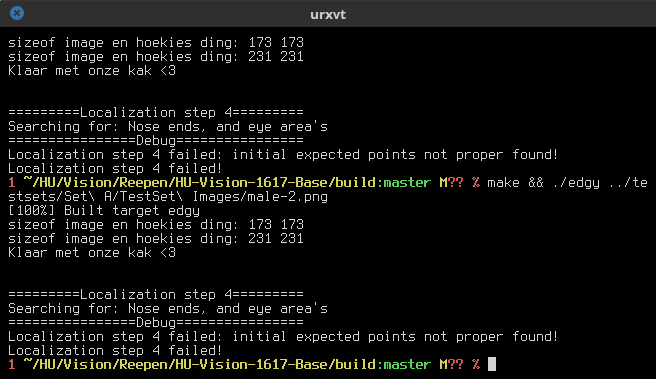 urxvt
sizeof image en hoekies ding: 173 173
sizeof image en hoekies ding: 231 231
Klaar met onze kak <3
=========Localization step 4=========
Searching for: Nose ends, and eye area's
================Debug================
Localization step 4 failed: initial expected points not proper found!
Localization step 4 failed!
1 ~/HU/Vision/Reepen/HU-Vision-1617-Base/build:master M?? % make && ./edgy ../te
stsets/Set\ A/TestSet\ Images/male-2.png
[100%] Built target edgy
sizeof image en hoekies ding: 173 173
sizeof image en hoekies ding: 231 231
Klaar met onze kak <3
=========Localization step 4=========
Searching for: Nose ends, and eye area's
================Debug================
Localization step 4 failed: initial expected points not proper found!
Localization step 4 failed!
1 ~/HU/Vision/Reepen/HU-Vision-1617-Base/build:master M?? %